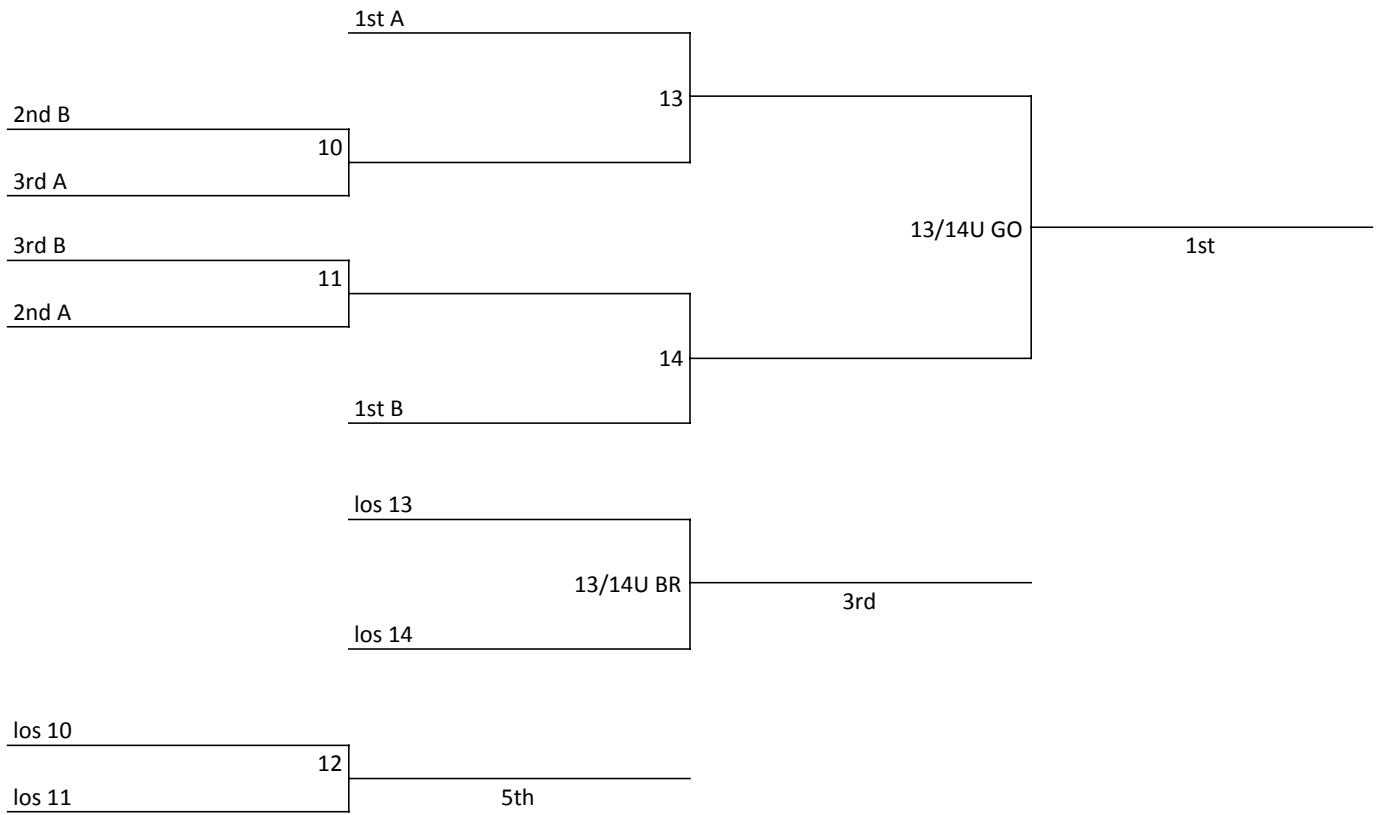 1st A
13
2nd B
10
3rd A
3rd B
13/14U GO
1st
11
2nd A
14
1st B
los 13
13/14U BR
3rd
los 14
los 10
12
los 11
5th